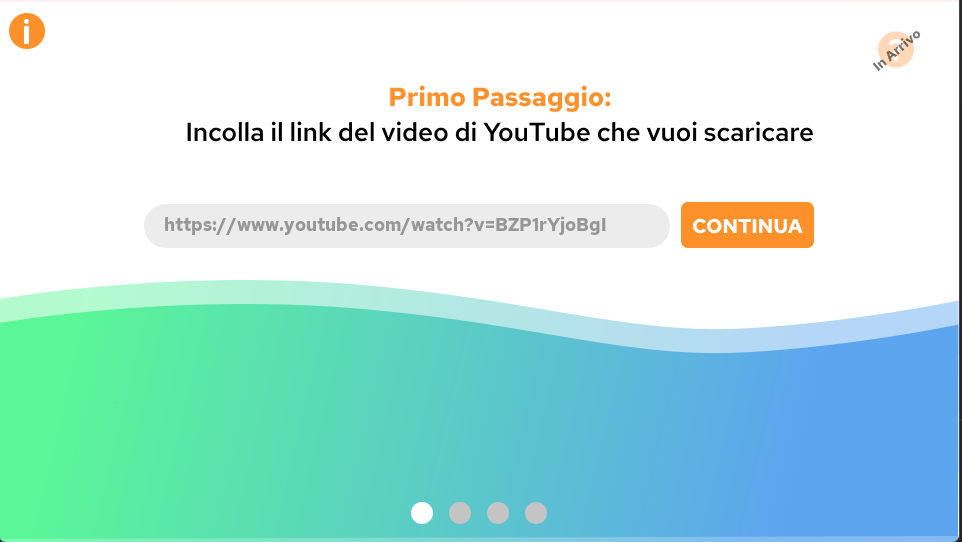 i
In Arrivo
Primo Passaggio:
Incolla il link del video di YouTube che vuoi scaricare
https://www.youtube.com/watch?v=BZP1rYjoBgI
CONTINUA